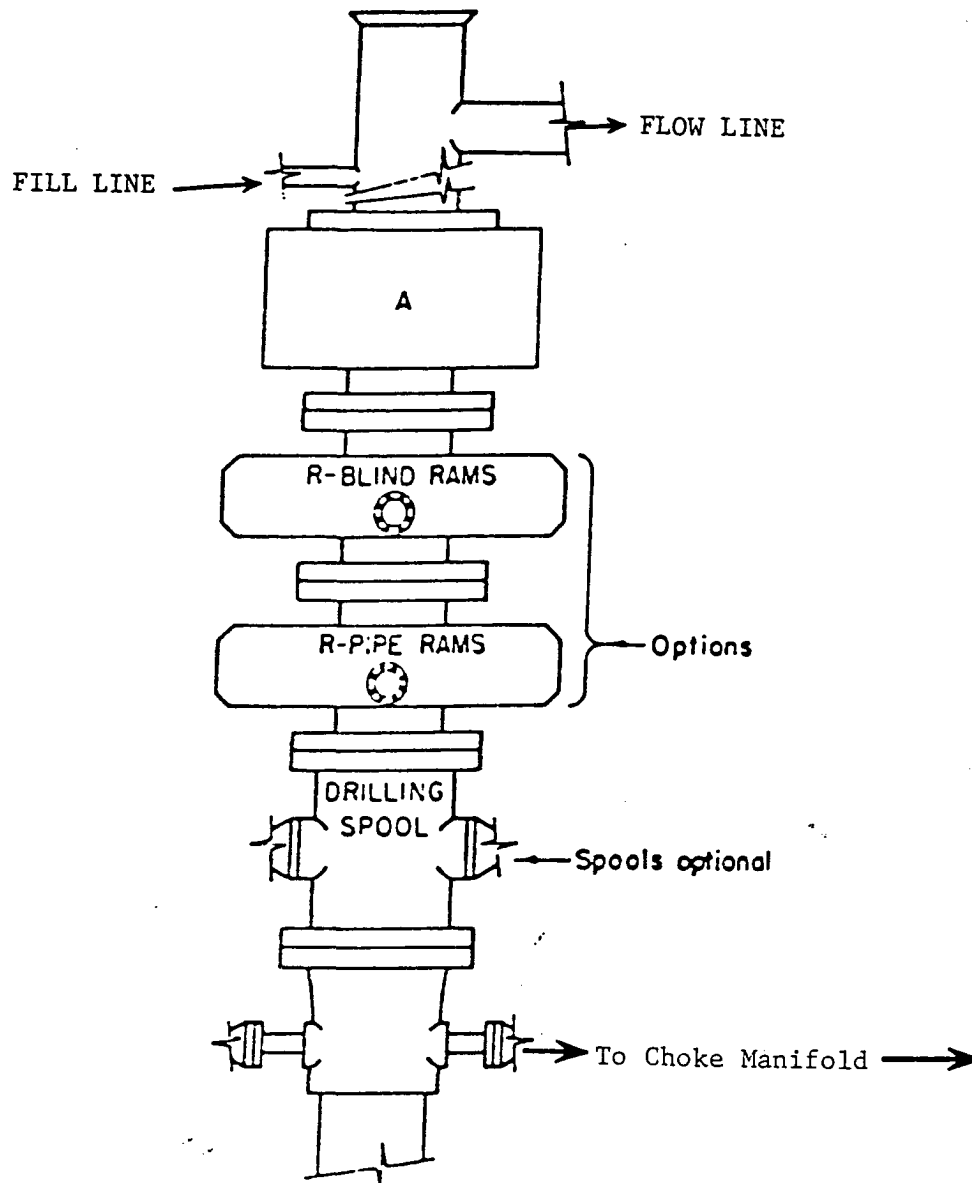 FLOW LINE
FILL LINE
A
R-BLIND RAMS
R-PIPE RAMS
Options
DRILLING
SPOOL
Spools optional
To Choke Manifold